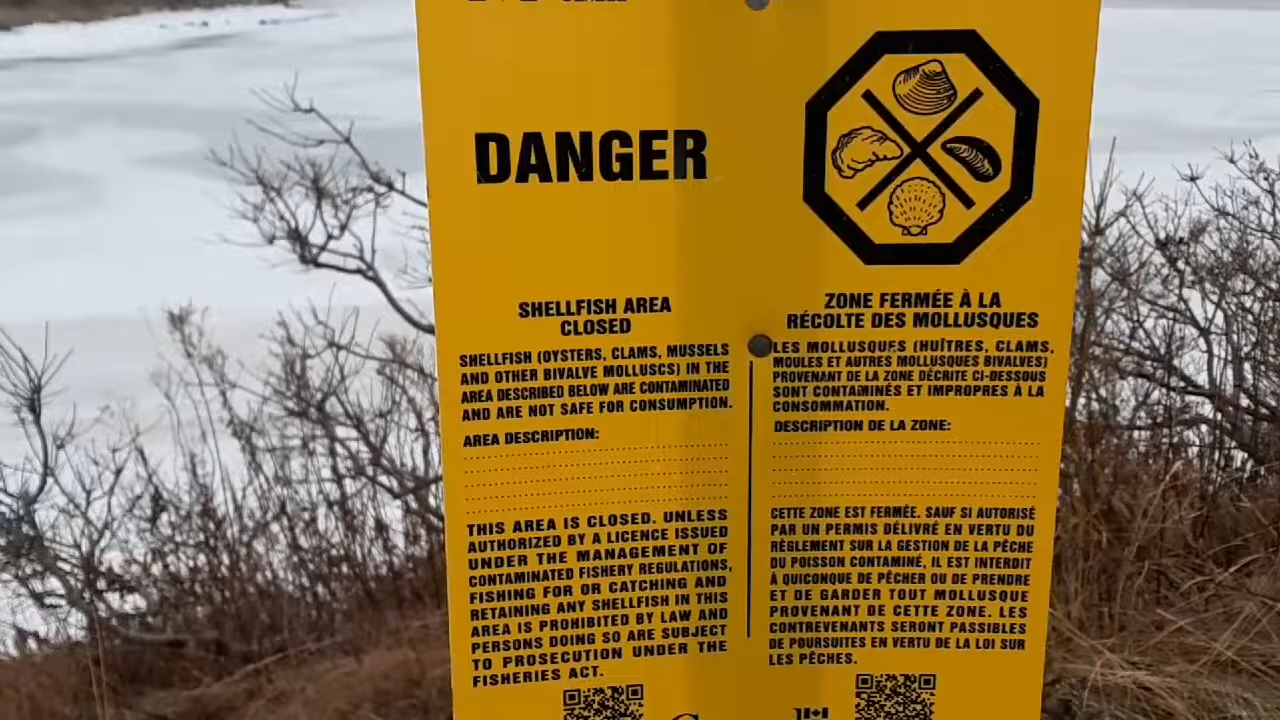 DANGER
SHELLFISH AREA
CLOSED
SHELLFISH (OYSTERS, CLAMS, MUSSELS
AND OTHER BIVALVE MOLLUSCS) IN THE
AREA DESCRIBED BELOW ARE CONTAMINATED
AND ARE NOT SAFE FOR CONSUMPTION.
AREA DESCRIPTION:
THIS AREA IS CLOSED. UNLESS
AUTHORIZED BY A LICENCE ISSUED
UNDER THE MANAGEMENT OF
CONTAMINATED FISHERY REGULATIONS,
FISHING FOR OR CATCHING AND
RETAINING ANY SHELLFISH IN THIS
AREA IS PROHIBITED BY LAW AND
PERSONS DOING SO ARE SUBJECT
TO PROSECUTION UNDER THE
FISHERIES ACT.
ZONE FERMÉE À LA
RÉCOLTE DES MOLLUSQUES
LES MOLLUSQUES (HUÎTRES, CLAMS,
MOULES ET AUTRES MOLLUSQUES BIVALVES)
PROVENANT DE LA ZONE DÉCRITE CI-DESSOUS
SONT CONTAMINÉS ET IMPROPRES À LA
CONSOMMATION.
DESCRIPTION DE LA ZONE:
CETTE ZONE EST FERMÉE. SAUF SI AUTORISÉ
PAR UN PERMIS DÉLIVRÉ EN VERTU DU
RÈGLEMENT SUR LA GESTION DE LA PÊCHE
DU POISSON CONTAMINÉ, IL EST INTERDIT
À QUICONQUE DE PÊCHER OU DE PRENDRE
ET DE GARDER TOUT MOLLUSQUE
PROVENANT DE CETTE ZONE. LES
CONTREVENANTS SERONT PASSIBLES
DE POURSUITES EN VERTU DE LA LOI SUR
LES PÊCHES.